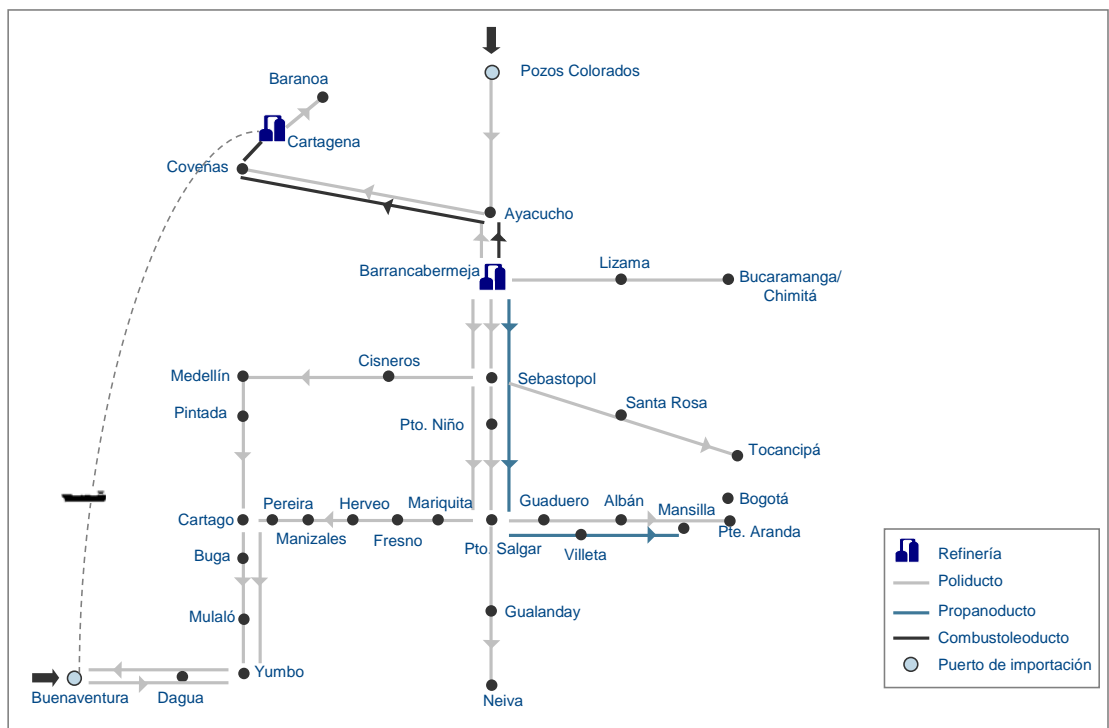 Pozos Colorados
Baranoa
Cartagena
Coveñas
Ayacucho
Barrancabermeja
Lizama
Bucaramanga/
Chimitá
Cisneros
Medellín
Sebastopol
Pintada
Santa Rosa
Pto. Niño
Tocancipá
Bogotá
Guaduero
Albán
Mansilla
Pereira
Herveo
Mariquita
Cartago
Manizales
Fresno
Pto. Salgar
Villeta
Pte. Aranda
Buga
Mulaló
Gualanday
Yumbo
Buenaventura
Dagua
Neiva
Refinería
Poliducto
Propanoducto
Combustoleoducto
Puerto de importación